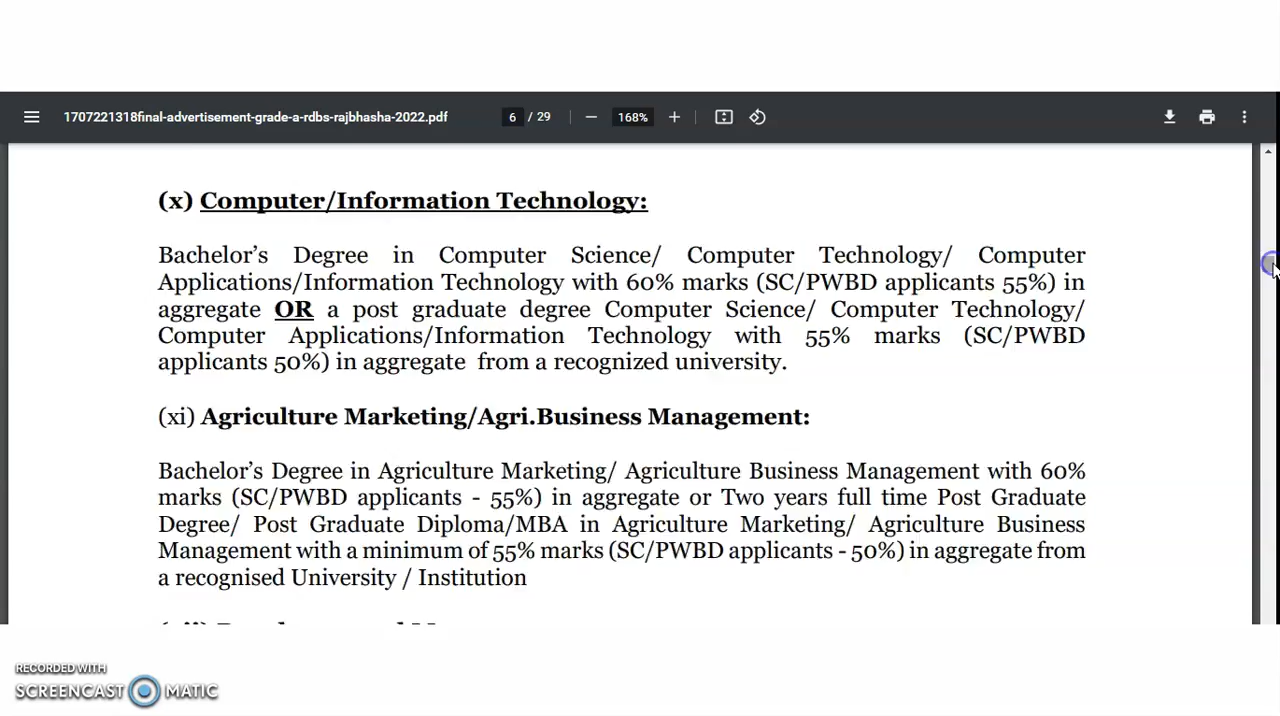 1707221318final-advertisement-grade-a-rdbs-rajbhasha-2022.pdf 6 / 29 168%
(x) Computer/Information Technology:
Bachelor's Degree in Computer Science/ Computer Technology/ Computer
Applications/Information Technology with 60% marks (SC/PWBD applicants 55%) in
aggregate OR a post graduate degree Computer Science/ Computer Technology/
Computer Applications/Information Technology with 55% marks (SC/PWBD
applicants 50%) in aggregate from a recognized university.
(xi) Agriculture Marketing/Agri.Business Management:
Bachelor's Degree in Agriculture Marketing/ Agriculture Business Management with 60%
marks (SC/PWBD applicants - 55%) in aggregate or Two years full time Post Graduate
Degree/ Post Graduate Diploma/MBA in Agriculture Marketing/ Agriculture Business
Management with a minimum of 55% marks (SC/PWBD applicants - 50%) in aggregate from
a recognised University / Institution
RECORDED WITH
SCREENCAST MATIC